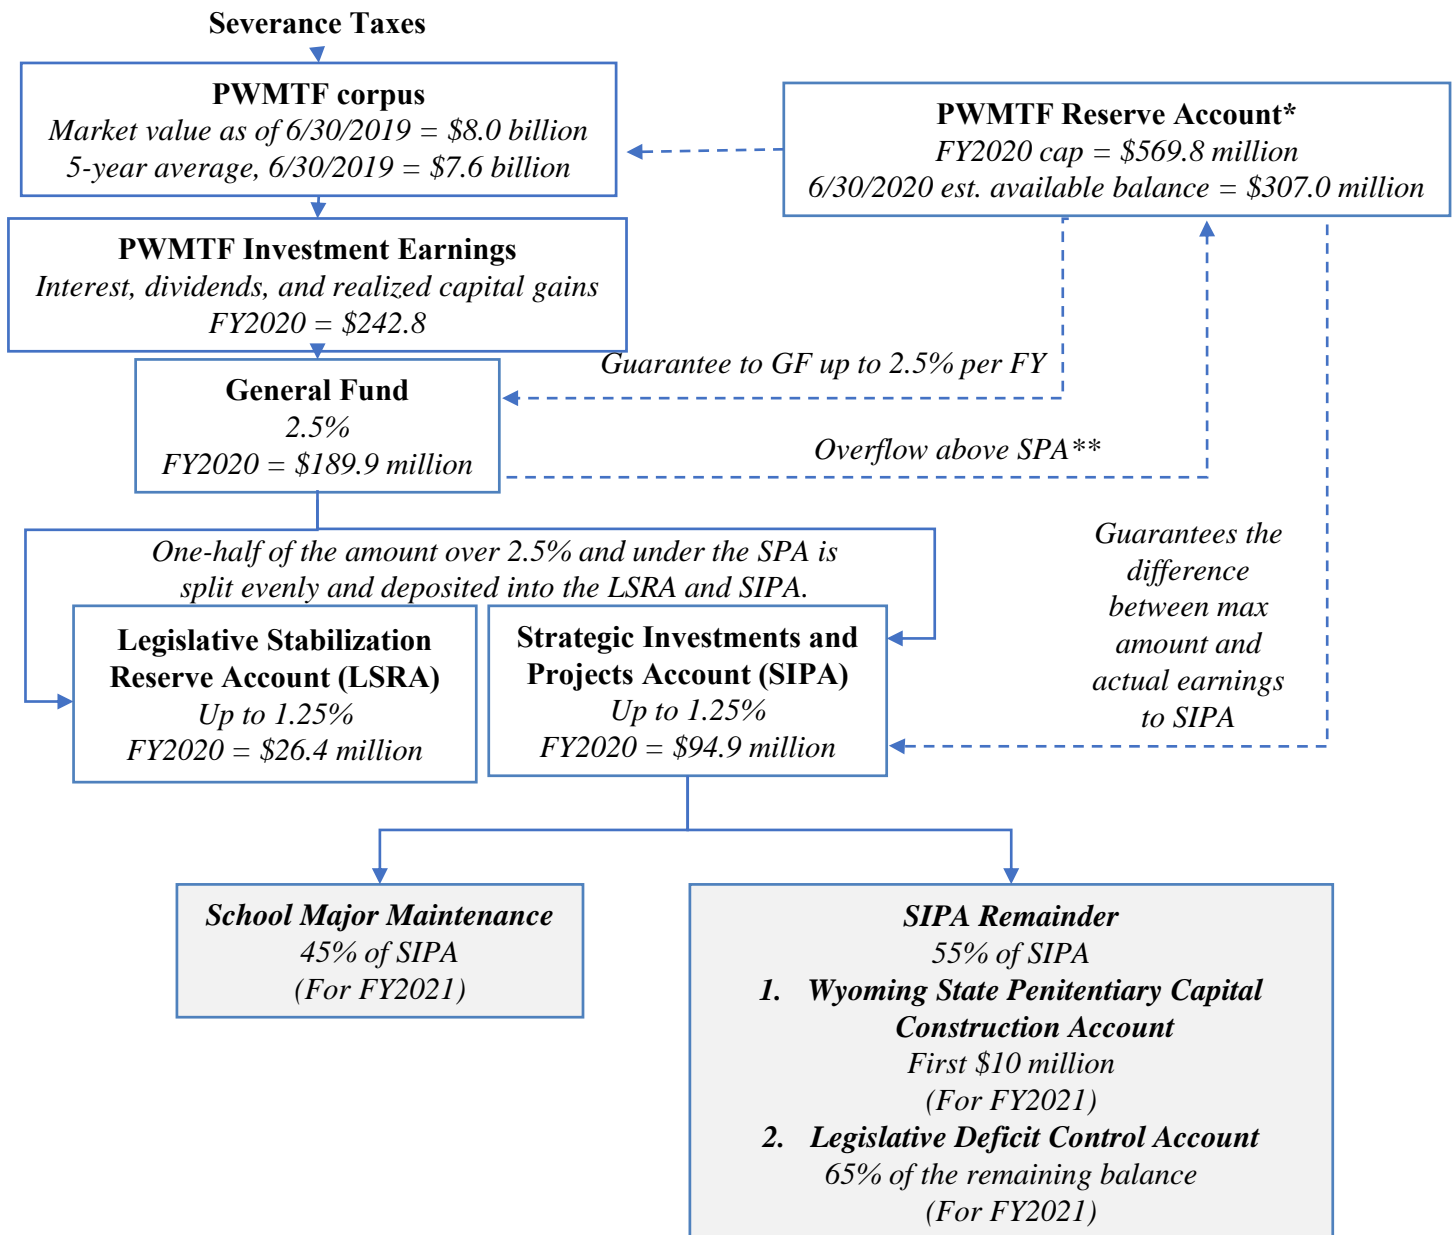 Severance Taxes
PWMTF corpus
Market value as of 6/30/2019 = $8.0 billion
5-year average, 6/30/2019 = $7.6 billion
PWMTF Reserve Account*
FY2020 cap = $569.8 million
6/30/2020 est. available balance = $307.0 million
PWMTF Investment Earnings
Interest, dividends, and realized capital gains
FY2020 = $242.8
Guarantee to GF up to 2.5% per FY
General Fund
2.5%
FY2020 = $189.9 million
Overflow above SPA**
One-half of the amount over 2.5% and under the SPA is
split evenly and deposited into the LSRA and SIPA.
Guarantees the
difference
between max
amount and
actual earnings
to SIPA
Legislative Stabilization
Reserve Account (LSRA)
Up to 1.25%
FY2020 = $26.4 million
Strategic Investments and
Projects Account (SIPA)
Up to 1.25%
FY2020 = $94.9 million
School Major Maintenance
45% of SIPA
(For FY2021)
SIPA Remainder
55% of SIPA
1. Wyoming State Penitentiary Capital
Construction Account
First $10 million
(For FY2021)
2. Legislative Deficit Control Account
65% of the remaining balance
(For FY2021)